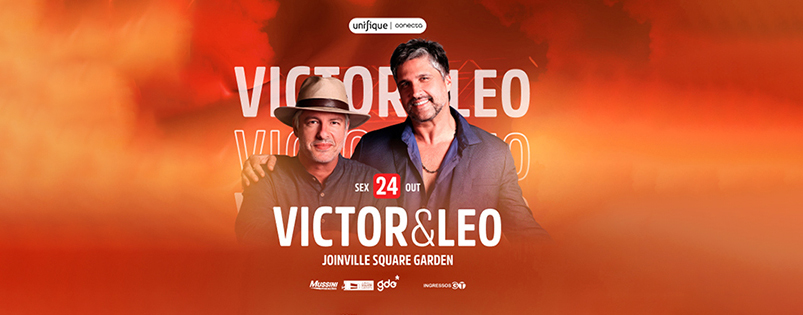 unifique | conecta
VICTOR&LEO
VICTOR&LEO
SEX 24 OUT
VICTOR&LEO
JOINVILLE SQUARE GARDEN
MUSSINI gdo* INGRESSOS